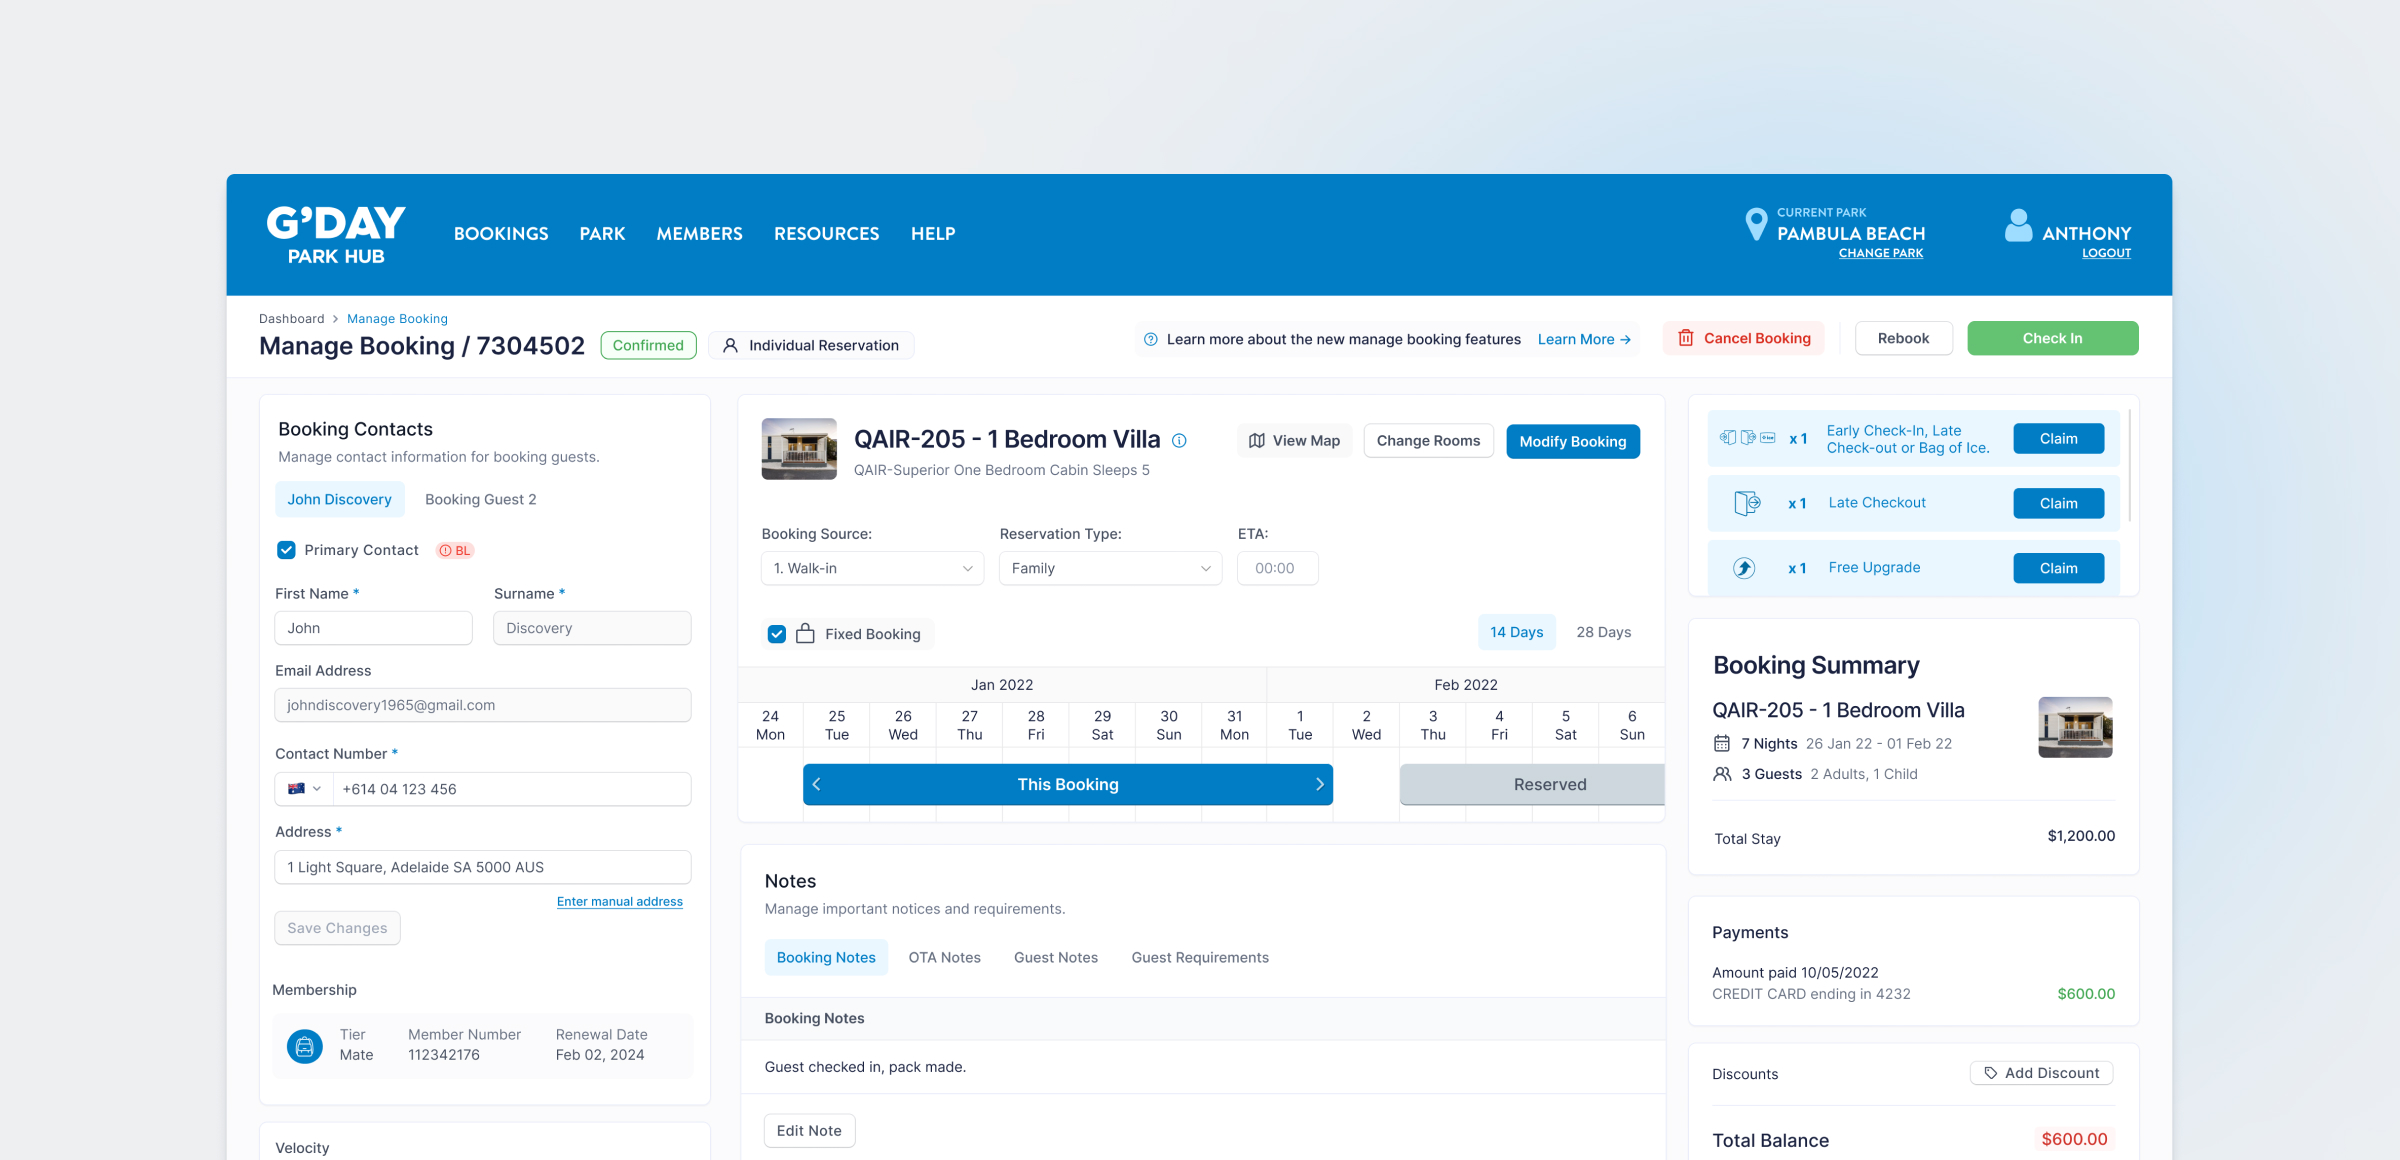 G'DAY
PARK HUB
BOOKINGS
PARK
MEMBERS
RESOURCES
HELP
CURRENT PARK
PAMBULA BEACH
CHANGE PARK
ANTHONY
LOGOUT
Dashboard > Manage Booking
Manage Booking / 7304502
Confirmed
Individual Reservation
Learn more about the new manage booking features
Learn More →
Cancel Booking
Rebook
Check In
Booking Contacts
Manage contact information for booking guests.
John Discovery
Booking Guest 2
Primary Contact
BL
First Name *
Surname *
John
Discovery
Email Address
johndiscovery1965@gmail.com
Contact Number *
+614 04 123 456
Address *
1 Light Square, Adelaide SA 5000 AUS
Enter manual address
Save Changes
Membership
Tier
Member Number
Renewal Date
Mate
112342176
Feb 02, 2024
Velocity
QAIR-205 - 1 Bedroom Villa
QAIR-Superior One Bedroom Cabin Sleeps 5
View Map
Change Rooms
Modify Booking
Booking Source:
Reservation Type:
ETA:
1. Walk-in
Family
00:00
Fixed Booking
14 Days
28 Days
Jan 2022
Feb 2022
24 25 26 27 28 29 30 31 1 2 3 4 5 6
Mon Tue Wed Thu Fri Sat Sun Mon Tue Wed Thu Fri Sat Sun
This Booking
Reserved
Notes
Manage important notices and requirements.
Booking Notes
OTA Notes
Guest Notes
Guest Requirements
Booking Notes
Guest checked in, pack made.
Edit Note
x 1
Early Check-In, Late
Check-out or Bag of Ice.
Claim
x 1
Late Checkout
Claim
x 1
Free Upgrade
Claim
Booking Summary
QAIR-205 - 1 Bedroom Villa
7 Nights 26 Jan 22 - 01 Feb 22
3 Guests 2 Adults, 1 Child
Total Stay
$1,200.00
Payments
Amount paid 10/05/2022
CREDIT CARD ending in 4232
$600.00
Discounts
Add Discount
Total Balance
$600.00